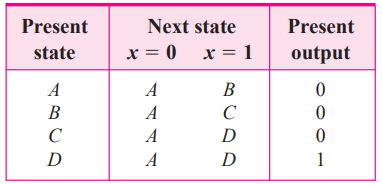 Present Next state Present
state x = 0 x = 1 output
A A B 0
B A C 0
C A D 0
D A D 1